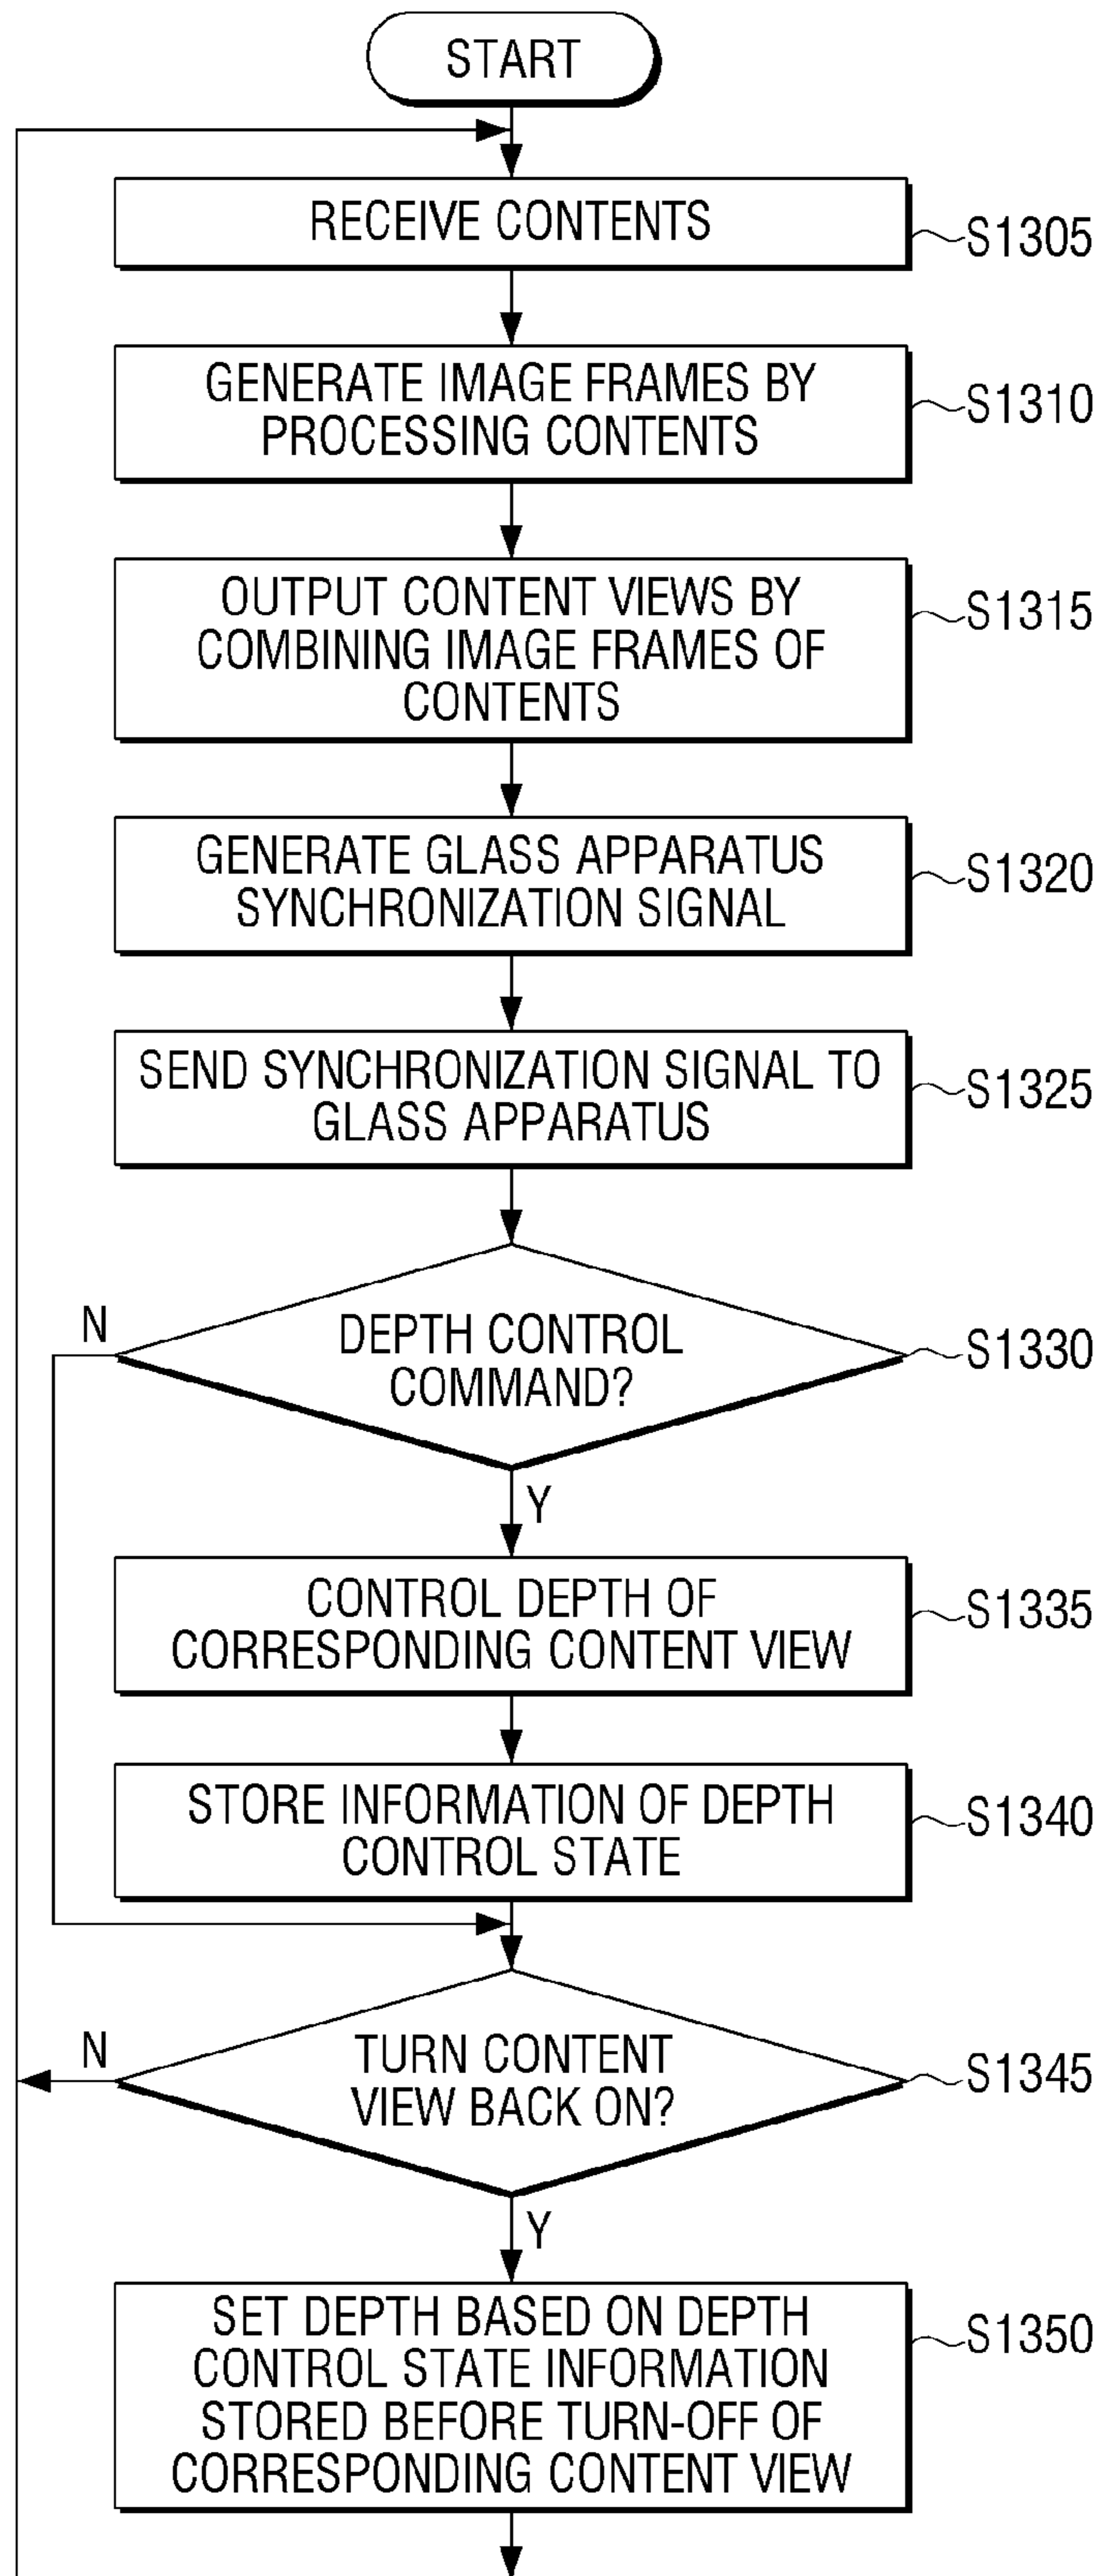 START
RECEIVE CONTENTS
S1305
GENERATE IMAGE FRAMES BY
PROCESSING CONTENTS
S1310
OUTPUT CONTENT VIEWS BY
COMBINING IMAGE FRAMES OF
CONTENTS
S1315
GENERATE GLASS APPARATUS
SYNCHRONIZATION SIGNAL
S1320
SEND SYNCHRONIZATION SIGNAL TO
GLASS APPARATUS
S1325
DEPTH CONTROL
COMMAND?
S1330
N
Y
CONTROL DEPTH OF
CORRESPONDING CONTENT VIEW
S1335
STORE INFORMATION OF DEPTH
CONTROL STATE
S1340
TURN CONTENT
VIEW BACK ON?
S1345
N
Y
SET DEPTH BASED ON DEPTH
CONTROL STATE INFORMATION
STORED BEFORE TURN-OFF OF
CORRESPONDING CONTENT VIEW
S1350